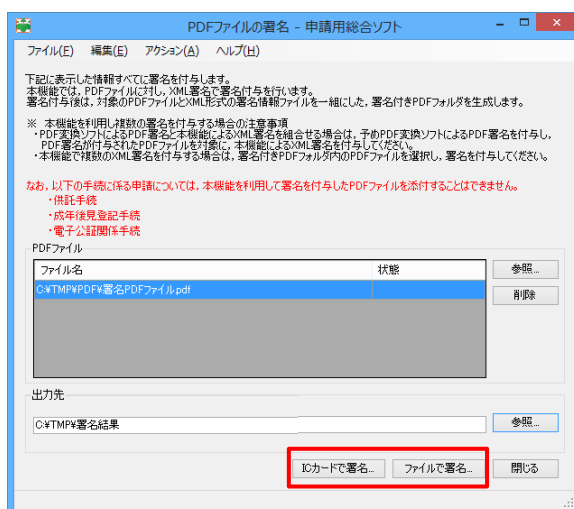 PDFファイルの署名 - 申請用総合ソフト
ファイル(F) 編集(E) アクション(A) ヘルプ(H)
下記に表示した情報すべてに署名を付与します。
本機能では，PDFファイルに対し，XML署名で署名付与を行います。
署名付与後は，対象のPDFファイルとXML形式の署名情報ファイルを一組にした，署名付きPDFフォルダを生成します。
※ 本機能を利用し複数の署名を付与する場合の注意事項
・PDF変換ソフトによるPDF署名と本機能によるXML署名を組合せる場合は，予めPDF変換ソフトによるPDF署名を付与し，
PDF署名が付与されたPDFファイルを対象に，本機能によるXML署名を付与してください。
・本機能で複数のXML署名を付与する場合は，署名付きPDFフォルダ内のPDFファイルを選択し，署名を付与してください。
なお，以下の手続に係る申請については，本機能を利用して署名を付与したPDFファイルを添付することはできません。
・供託手続
・成年後見登記手続
・電子公証関係手続
PDFファイル
ファイル名 状態 参照...
C:¥TMP¥PDF¥署名PDFファイル.pdf 削除
出力先
C:¥TMP¥署名結果 参照...
ICカードで署名... ファイルで署名... 閉じる